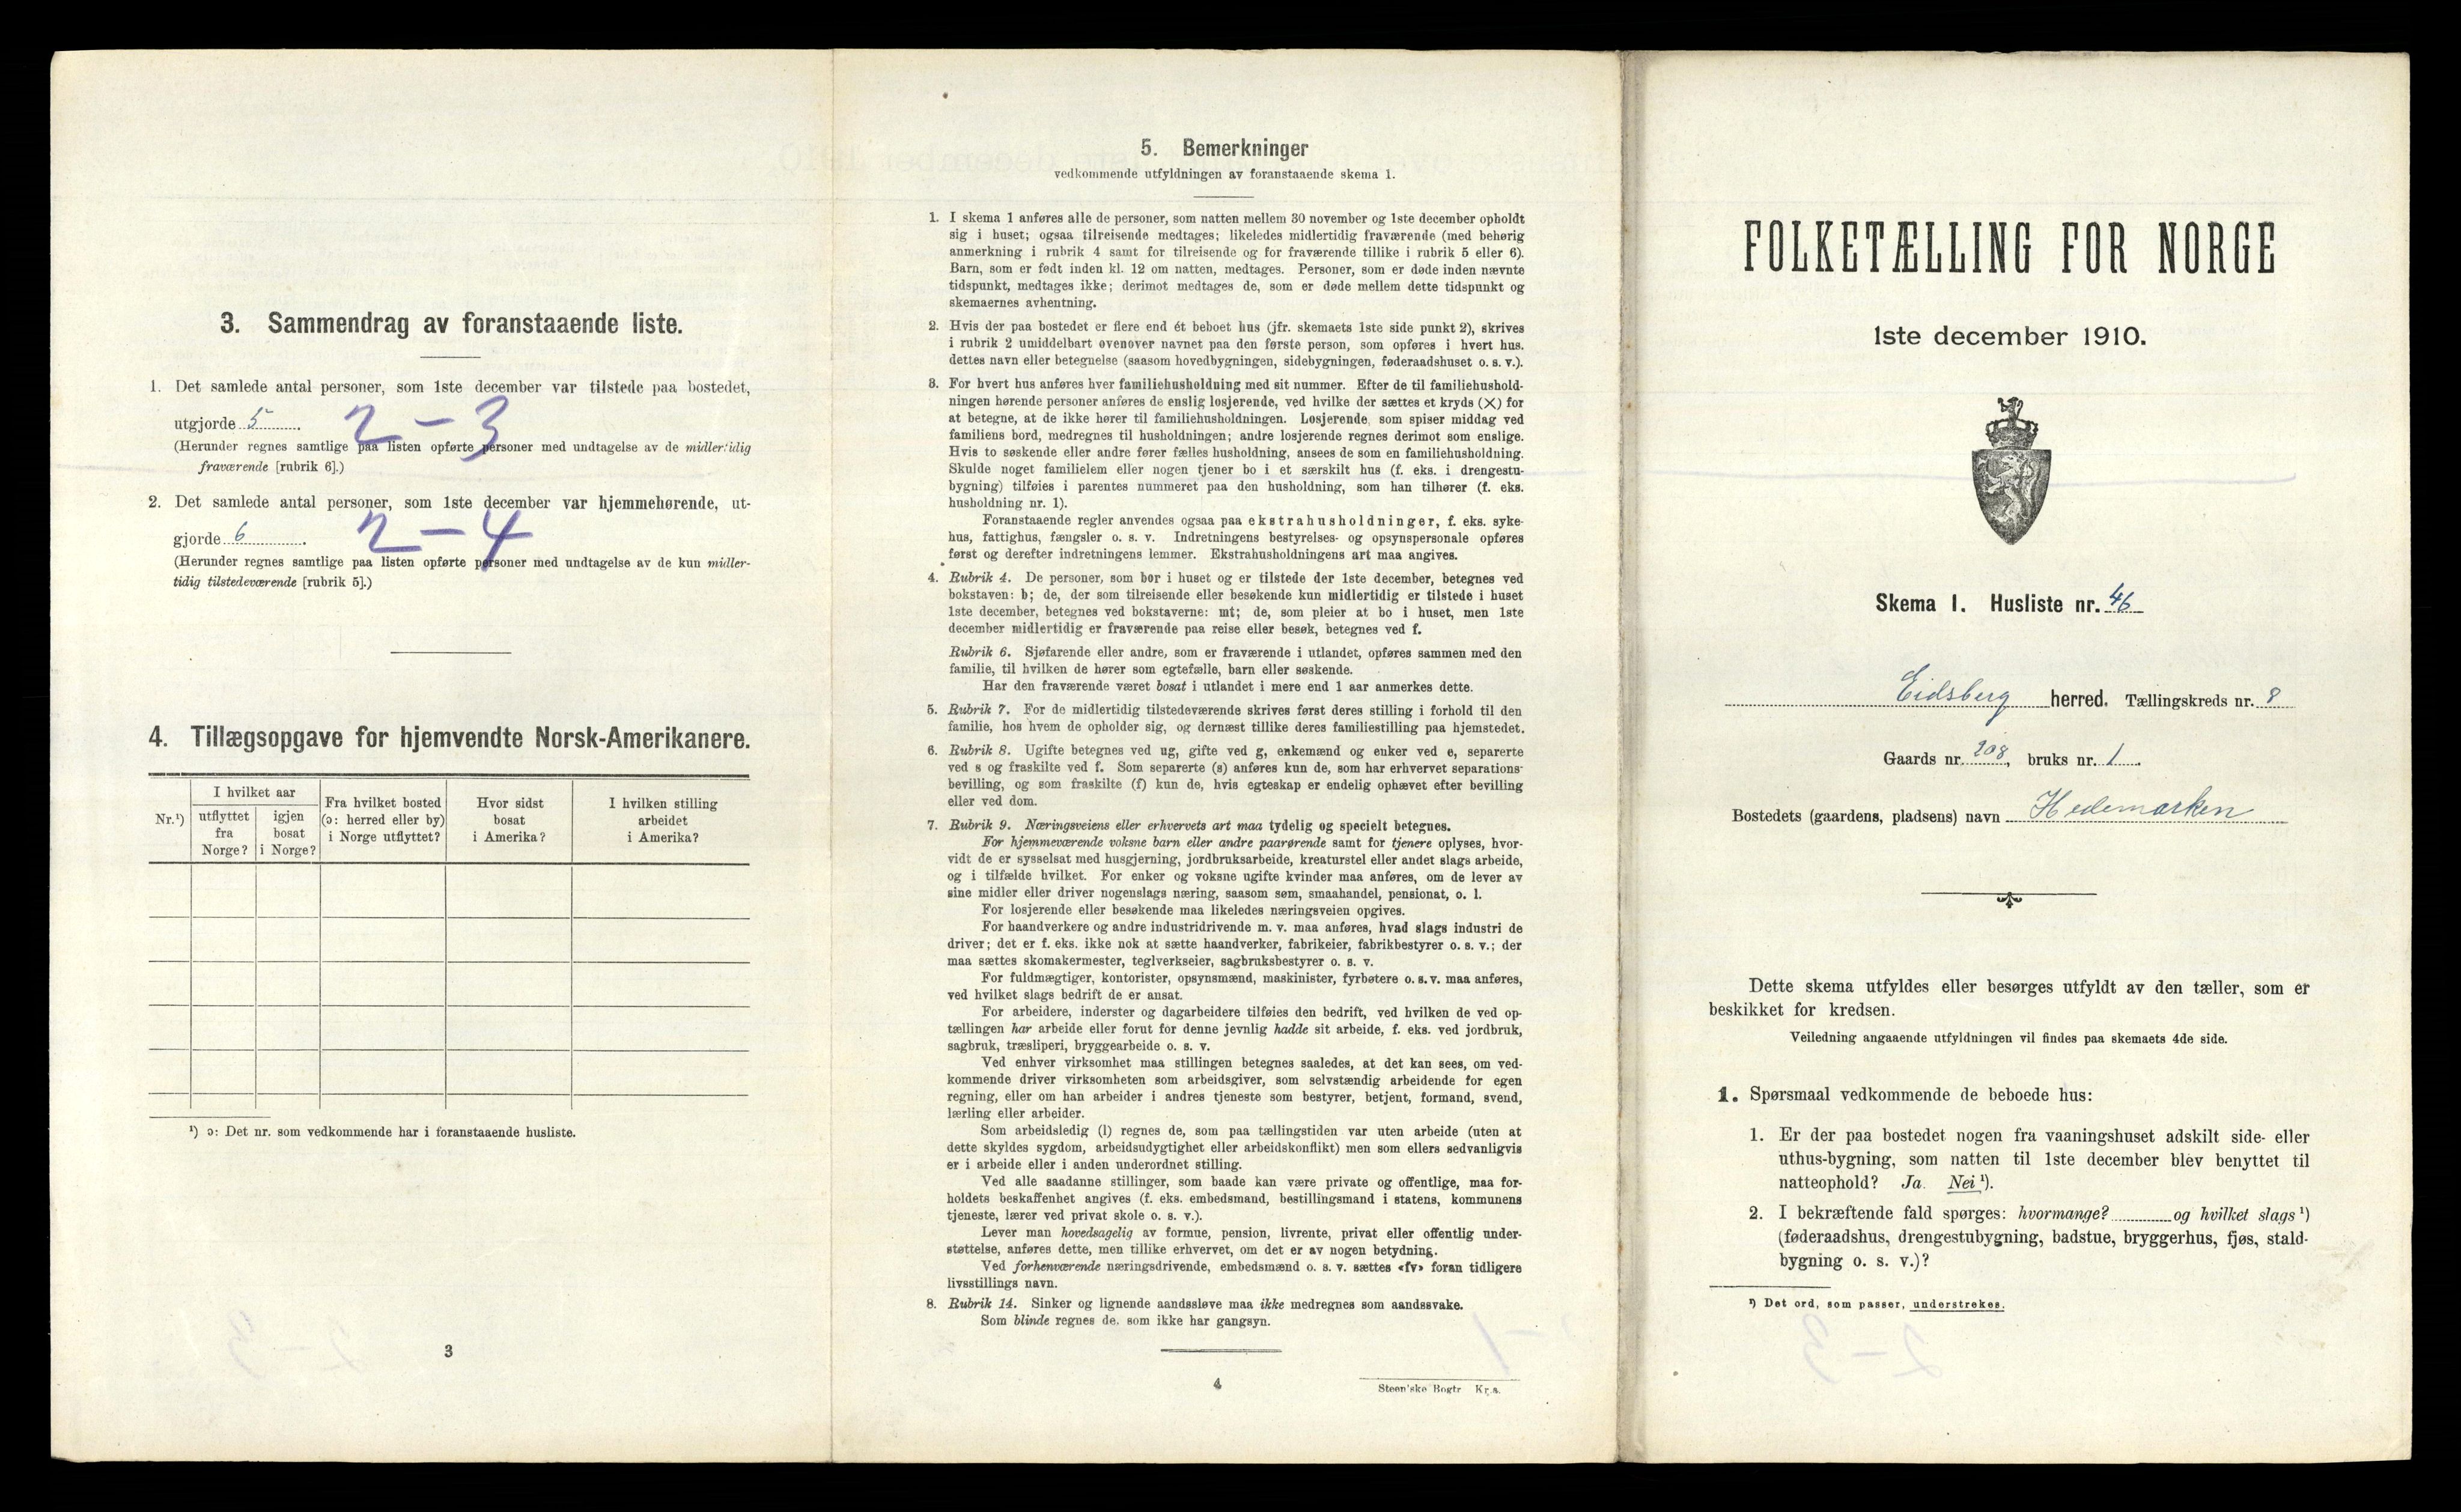 3. Sammendrag av foranstaaende liste.
1. Det samlede antal personer, som 1ste december var tilstede paa bostedet,
utgjorde 5
2 – 3
(Herunder regnes samtlige paa listen opførte personer med undtagelse av de midlertidig
fraværende [rubrik 6].)
2. Det samlede antal personer, som 1ste december var hjemmehørende, ut-
gjorde 6
2 – 4
(Herunder regnes samtlige paa listen opførte personer med undtagelse av de kun midler-
tidig tilstedeværende [rubrik 5].)
4. Tillægsopgave for hjemvendte Norsk-Amerikanere.
Nr.¹)
I hvilket aar
utflyttet fra Norge?
igjen bosat i Norge?
Fra hvilket bosted (ɔ: herred eller by) i Norge utflyttet?
Hvor sidst bosat i Amerika?
I hvilken stilling arbeidet i Amerika?
¹) ɔ: Det nr. som vedkommende har i foranstaaende husliste.
3
5. Bemerkninger
vedkommende utfyldningen av foranstaaende skema 1.
1. I skema 1 anføres alle de personer, som natten mellem 30 november og 1ste december opholdt
sig i huset; ogsaa tilreisende medtages; likeledes midlertidig fraværende (med behørig
anmerkning i rubrik 4 samt for tilreisende og for fraværende tillike i rubrik 5 eller 6).
Barn, som er født inden kl. 12 om natten, medtages. Personer, som er døde inden nævnte
tidspunkt, medtages ikke; derimot medtages de, som er døde mellem dette tidspunkt og
skemaernes avhentning.
2. Hvis der paa bostedet er flere end ét beboet hus (jfr. skemaets 1ste side punkt 2), skrives
i rubrik 2 umiddelbart ovenover navnet paa den første person, som opføres i hvert hus.
dettes navn eller betegnelse (saasom hovedbygningen, sidebygningen, føderaadshuset o. s. v.).
3. For hvert hus anføres hver familiehusholdning med sit nummer. Efter de til familiehushold-
ningen hørende personer anføres de enslig losjerende, ved hvilke der sættes et kryds (×) for
at betegne, at de ikke hører til familiehusholdningen. Losjerende, som spiser middag ved
familiens bord, medregnes til husholdningen; andre losjerende regnes derimot som enslige.
Hvis to søskende eller andre fører fælles husholdning, ansees de som en familiehusholdning.
Skulde noget familielem eller nogen tjener bo i et særskilt hus (f. eks. i drengestu-
bygning) tilføies i parentes nummeret paa den husholdning, som han tilhører (f. eks.
husholdning nr. 1).
Foranstaaende regler anvendes ogsaa paa ekstrahusholdninger, f. eks. syke-
hus, fattighus, fængsler o. s. v. Indretningens bestyrelses- og opsynspersonale opføres
først og derefter indretningens lemmer. Ekstrahusholdningens art maa angives.
4. Rubrik 4. De personer, som bor i huset og er tilstede der 1ste december, betegnes ved
bokstaven: b; de, der som tilreisende eller besøkende kun midlertidig er tilstede i huset
1ste december, betegnes ved bokstaverne: mt; de, som pleier at bo i huset, men 1ste
december midlertidig er fraværende paa reise eller besøk, betegnes ved f.
Rubrik 6. Sjøfarende eller andre, som er fraværende i utlandet, opføres sammen med den
familie, til hvilken de hører som egtefælle, barn eller søskende.
Har den fraværende været bosat i utlandet i mere end 1 aar anmerkes dette.
5. Rubrik 7. For de midlertidig tilstedeværende skrives først deres stilling i forhold til den
familie, hos hvem de opholder sig, og dernæst tillike deres familiestilling paa hjemstedet.
6. Rubrik 8. Ugifte betegnes ved ug, gifte ved g, enkemænd og enker ved e, separerte
ved s og fraskilte ved f. Som separerte (s) anføres kun de, som har erhvervet separations-
bevilling, og som fraskilte (f) kun de, hvis egteskap er endelig ophævet efter bevilling
eller ved dom.
7. Rubrik 9. Næringsveiens eller erhvervets art maa tydelig og specielt betegnes.
For hjemmeværende voksne barn eller andre paarørende samt for tjenere oplyses, hvor-
vidt de er sysselsat med husgjerning, jordbruksarbeide, kreaturstel eller andet slags arbeide,
og i tilfælde hvilket. For enker og voksne ugifte kvinder maa anføres, om de lever av
sine midler eller driver nogenslags næring, saasom søm, smaahandel, pensionat, o. l.
For losjerende eller besøkende maa likeledes næringsveien opgives.
For haandverkere og andre industridrivende m. v. maa anføres, hvad slags industri de
driver; det er f. eks. ikke nok at sætte haandverker, fabrikeier, fabrikbestyrer o. s. v.; der
maa sættes skomakermester, teglverkseier, sagbruksbestyrer o. s. v.
For fuldmægtiger, kontorister, opsynsmænd, maskinister, fyrbøtere o. s. v. maa anføres,
ved hvilket slags bedrift de er ansat.
For arbeidere, inderster og dagarbeidere tilføies den bedrift, ved hvilken de ved op-
tællingen har arbeide eller forut for denne jevnlig hadde sit arbeide, f. eks. ved jordbruk,
sagbruk, træsliperi, bryggearbeide o. s. v.
Ved enhver virksomhet maa stillingen betegnes saaledes, at det kan sees, om ved-
kommende driver virksomheten som arbeidsgiver, som selvstændig arbeidende for egen
regning, eller om han arbeider i andres tjeneste som bestyrer, betjent, formand, svend,
lærling eller arbeider.
Som arbeidsledig (l) regnes de, som paa tællingstiden var uten arbeide (uten at
dette skyldes sygdom, arbeidsudygtighet eller arbeidskonflikt) men som ellers sedvanligvis
er i arbeide eller i anden underordnet stilling.
Ved alle saadanne stillinger, som baade kan være private og offentlige, maa for-
holdets beskaffenhet angives (f. eks. embedsmand, bestillingsmand i statens, kommunens
tjeneste, lærer ved privat skole o. s. v.).
Lever man hovedsagelig av formue, pension, livrente, privat eller offentlig under-
støttelse, anføres dette, men tillike erhvervet, om det er av nogen betydning.
Ved forhenværende næringsdrivende, embedsmænd o. s. v. sættes «fv» foran tidligere
livsstillings navn.
8. Rubrik 14. Sinker og lignende aandssløve maa ikke medregnes som aandssvake.
Som blinde regnes de, som ikke har gangsyn.
4
Steen'ske Bogtr Kr.a.
FOLKETÆLLING FOR NORGE
1ste december 1910.
Skema 1. Husliste nr. 46
Eidsberg herred. Tællingskreds nr. 8
Gaards nr. 208, bruks nr. 1.
Bostedets (gaardens, pladsens) navn Hedemarken
Dette skema utfyldes eller besørges utfyldt av den tæller, som er
beskikket for kredsen.
Veiledning angaaende utfyldningen vil findes paa skemaets 4de side.
1. Spørsmaal vedkommende de beboede hus:
1. Er der paa bostedet nogen fra vaaningshuset adskilt side- eller
uthus-bygning, som natten til 1ste december blev benyttet til
natteophold? Ja. Nei ¹).
2. I bekræftende fald spørges: hvormange? og hvilket slags ¹)
(føderaadshus, drengestubygning, badstue, bryggerhus, fjøs, stald-
bygning o. s. v.)?
¹) Det ord, som passer, understrekes.